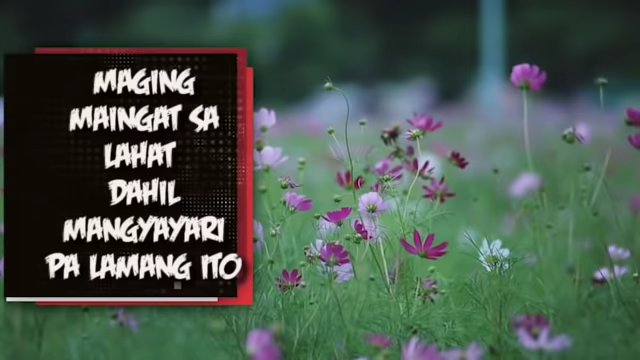 MAGING
MAINGAT SA
LAHAT
DAHIL
MANGYAYARI
PA LAMANG ITO